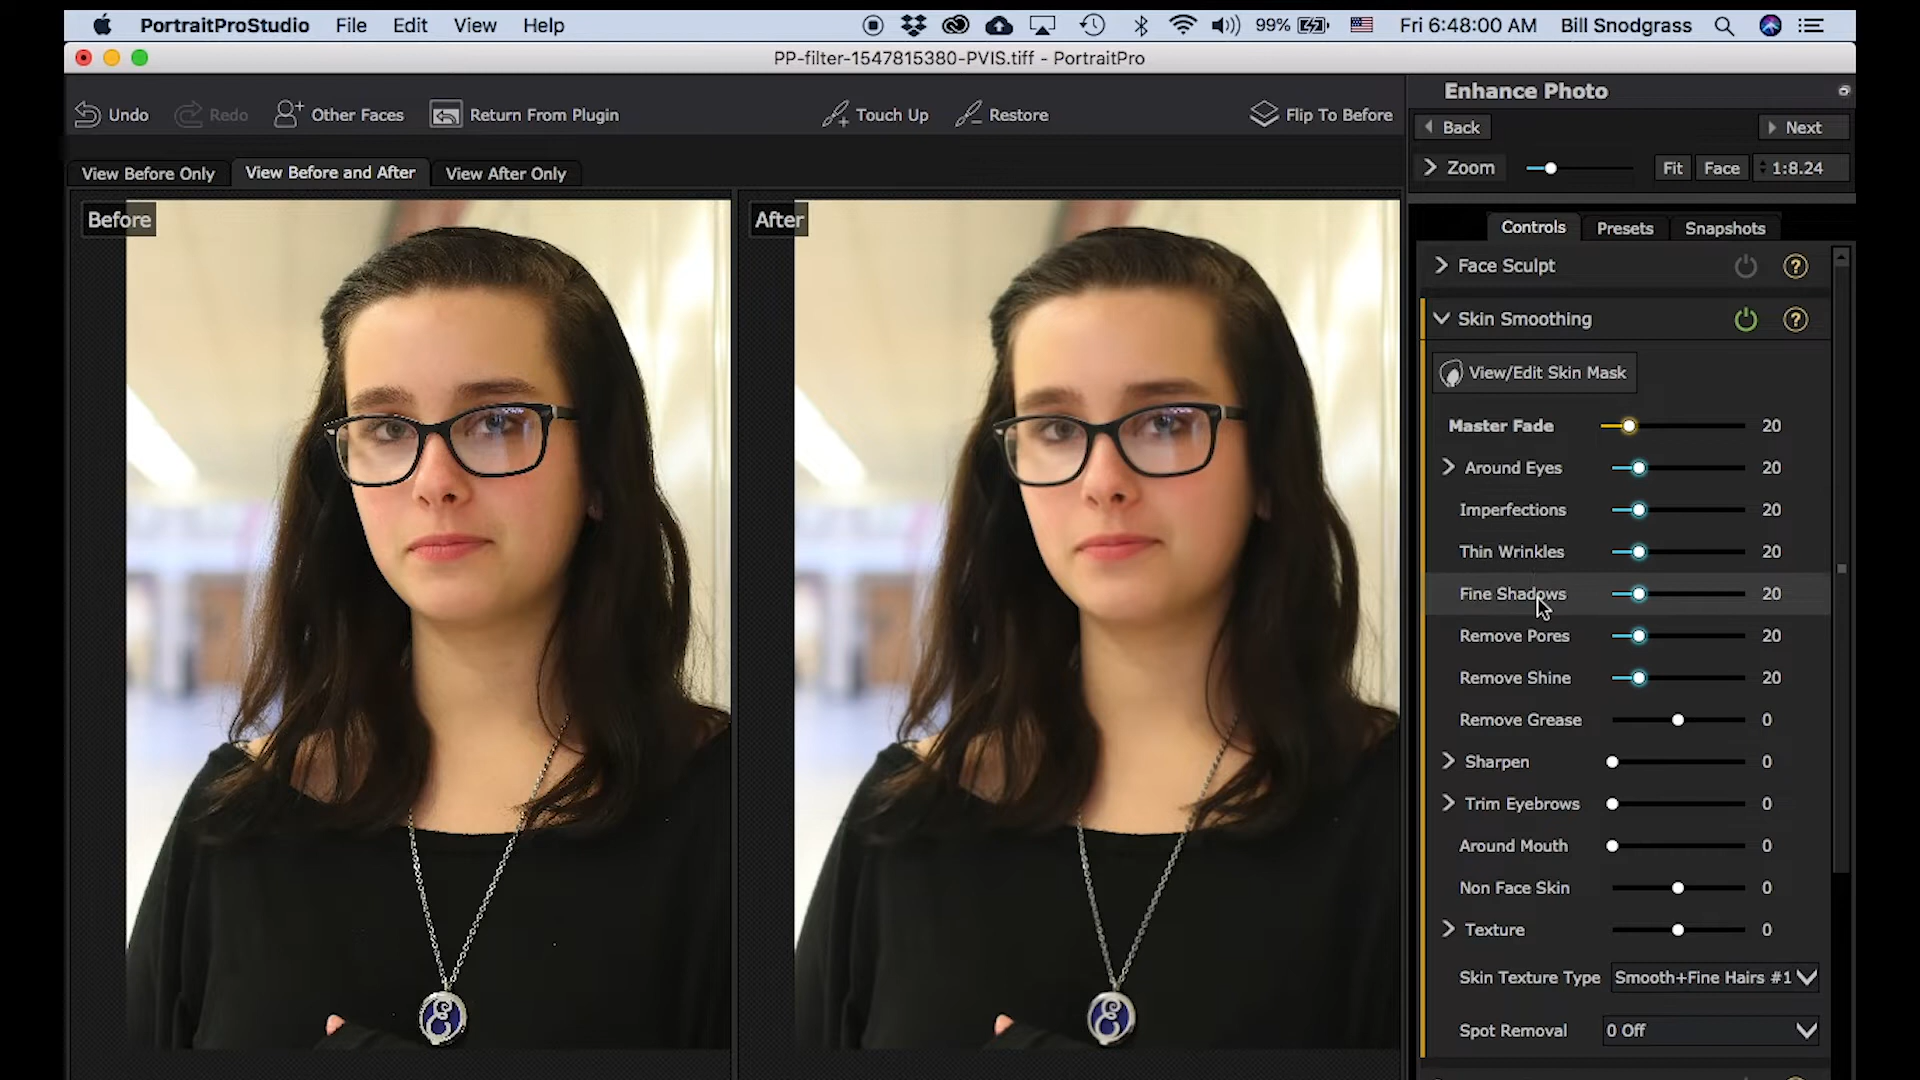 PortraitProStudio File Edit View Help 99% Fri 6:48:00 AM Bill Snodgrass
PP-filter-1547815380-PVIS.tiff - PortraitPro
Undo Redo Other Faces Return From Plugin Touch Up Restore Flip To Before
Enhance Photo
Back Next
Zoom Fit Face 1:8.24
View Before Only View Before and After View After Only
Before
After
Controls Presets Snapshots
Face Sculpt ?
Skin Smoothing ?
View/Edit Skin Mask
Master Fade 20
Around Eyes 20
Imperfections 20
Thin Wrinkles 20
Fine Shadows 20
Remove Pores 20
Remove Shine 20
Remove Grease 0
Sharpen 0
Trim Eyebrows 0
Around Mouth 0
Non Face Skin 0
Texture 0
Skin Texture Type Smooth+Fine Hairs #1
Spot Removal 0 Off
E